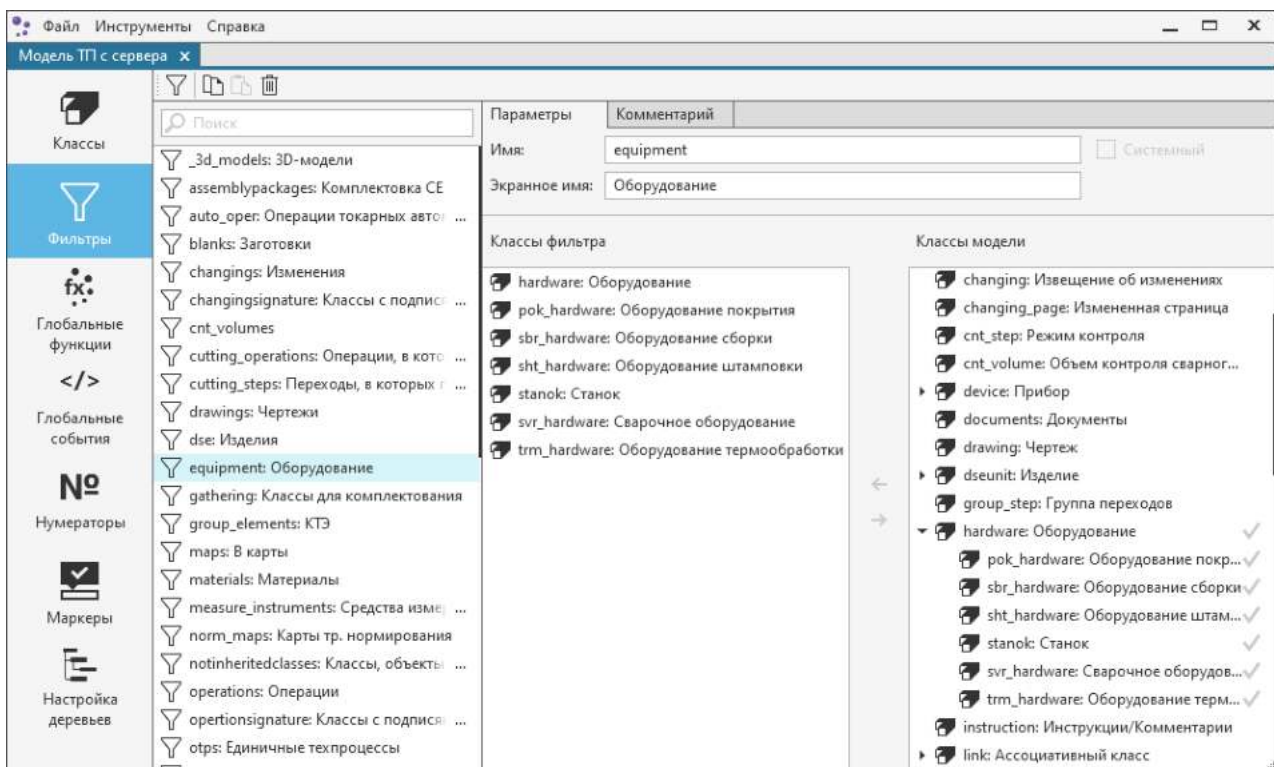 Файл Инструменты Справка
Модель ТП с сервера
Классы
Фильтры
fx
Глобальные
функции
</>
Глобальные
события
№
Нумераторы
Маркеры
Настройка
деревьев
Поиск
_3d_models: 3D-модели
assemblypackages: Комплектовка СЕ
auto_oper: Операции токарных авто ...
blanks: Заготовки
changings: Изменения
changingsignature: Классы с подпис ...
cnt_volumes
cutting_operations: Операции, в кото ...
cutting_steps: Переходы, в которых ...
drawings: Чертежи
dse: Изделия
equipment: Оборудование
gathering: Классы для комплектования
group_elements: КТЭ
maps: В карты
materials: Материалы
measure_instruments: Средства изме ...
norm_maps: Карты тр. нормирования
notinheritedclasses: Классы, объекты ...
operations: Операции
opertionsignature: Классы с подпися ...
otps: Единичные техпроцессы
Параметры Комментарий
Имя: equipment Системный
Экранное имя: Оборудование
Классы фильтра
hardware: Оборудование
pok_hardware: Оборудование покрытия
sbr_hardware: Оборудование сборки
sht_hardware: Оборудование штамповки
stanok: Станок
svr_hardware: Сварочное оборудование
trm_hardware: Оборудование термообработки
Классы модели
changing: Извещение об изменениях
changing_page: Измененная страница
cnt_step: Режим контроля
cnt_volume: Объем контроля сварног...
device: Прибор
documents: Документы
drawing: Чертеж
dseunit: Изделие
group_step: Группа переходов
hardware: Оборудование
pok_hardware: Оборудование покр...
sbr_hardware: Оборудование сборки
sht_hardware: Оборудование штам...
stanok: Станок
svr_hardware: Сварочное оборудов...
trm_hardware: Оборудование терм...
instruction: Инструкции/Комментарии
link: Ассоциативный класс